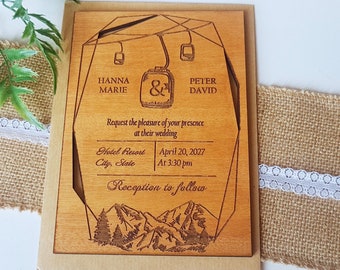 HANNA MARIE
&
PETER DAVID
Request the pleasure of your presence
at their wedding
Hotel Resort
City, State
April 20, 2027
At 3:30 pm
Reception to follow